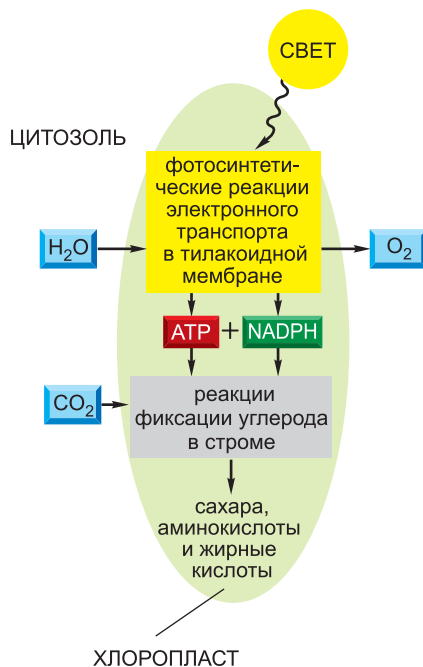 СВЕТ
ЦИТОЗОЛЬ
фотосинтети-
ческие реакции
электронного
транспорта
в тилакоидной
мембране
H₂O
O₂
ATP + NADPH
CO₂
реакции
фиксации углерода
в строме
сахара,
аминокислоты
и жирные
кислоты
ХЛОРОПЛАСТ